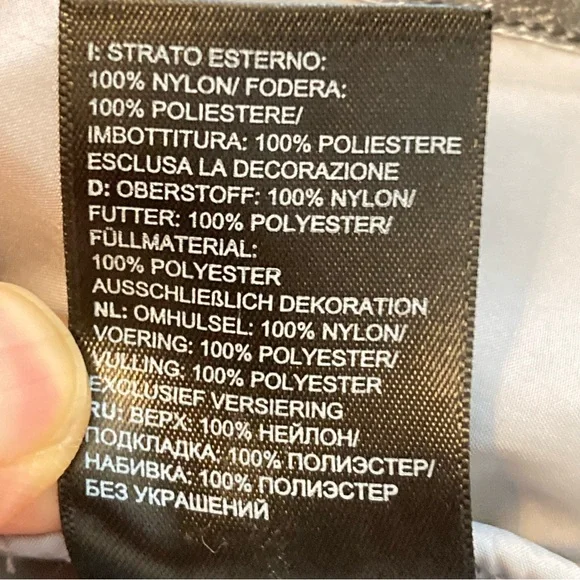 I: STRATO ESTERNO:
100% NYLON/ FODERA:
100% POLIESTERE/
IMBOTTITURA: 100% POLIESTERE
ESCLUSA LA DECORAZIONE
D: OBERSTOFF: 100% NYLON/
FUTTER: 100% POLYESTER/
FÜLLMATERIAL:
100% POLYESTER
AUSSCHLIEßLICH DEKORATION
NL: OMHULSEL: 100% NYLON/
VOERING: 100% POLYESTER/
VULLING: 100% POLYESTER
EXCLUSIEF VERSIERING
RU: ВЕРХ: 100% НЕЙЛОН/
ПОДКЛАДКА: 100% ПОЛИЭСТЕР/
НАБИВКА: 100% ПОЛИЭСТЕР
БЕЗ УКРАШЕНИЙ